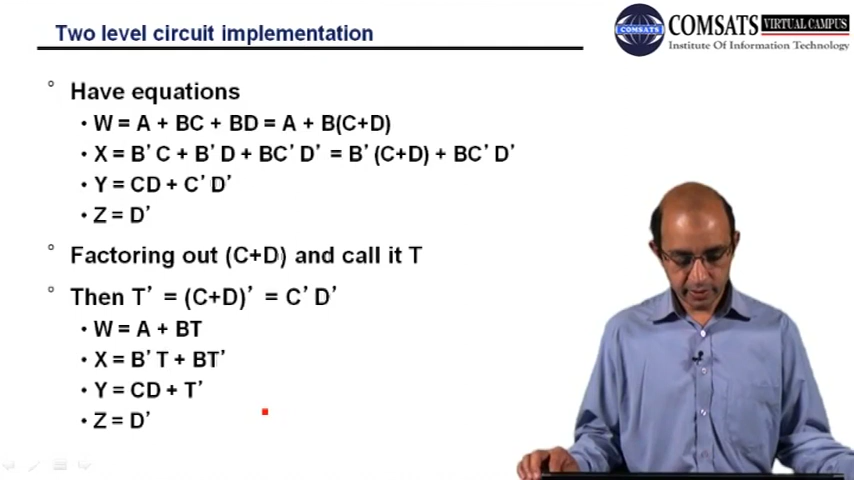 Two level circuit implementation
COMSATS VIRTUAL CAMPUS
Institute Of Information Technology
COMSATS
° Have equations
• W = A + BC + BD = A + B(C+D)
• X = B’ C + B’ D + BC’ D’ = B’ (C+D) + BC’ D’
• Y = CD + C’ D’
• Z = D’
° Factoring out (C+D) and call it T
° Then T’ = (C+D)’ = C’ D’
• W = A + BT
• X = B’ T + BT’
• Y = CD + T’
• Z = D’